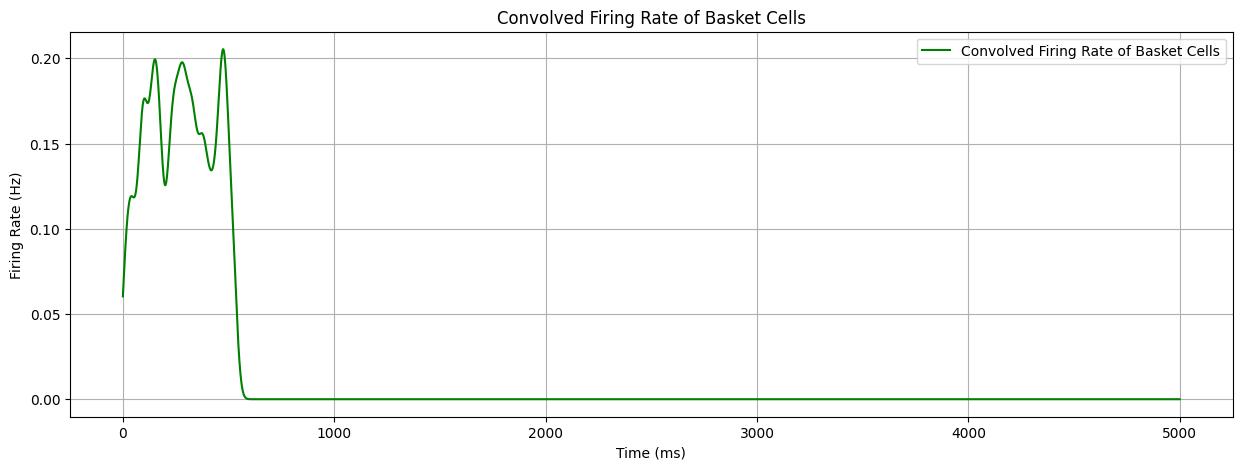 Convolved Firing Rate of Basket Cells
Convolved Firing Rate of Basket Cells
0.20
0.15
0.10
0.05
0.00
Firing Rate (Hz)
0 1000 2000 3000 4000 5000
Time (ms)